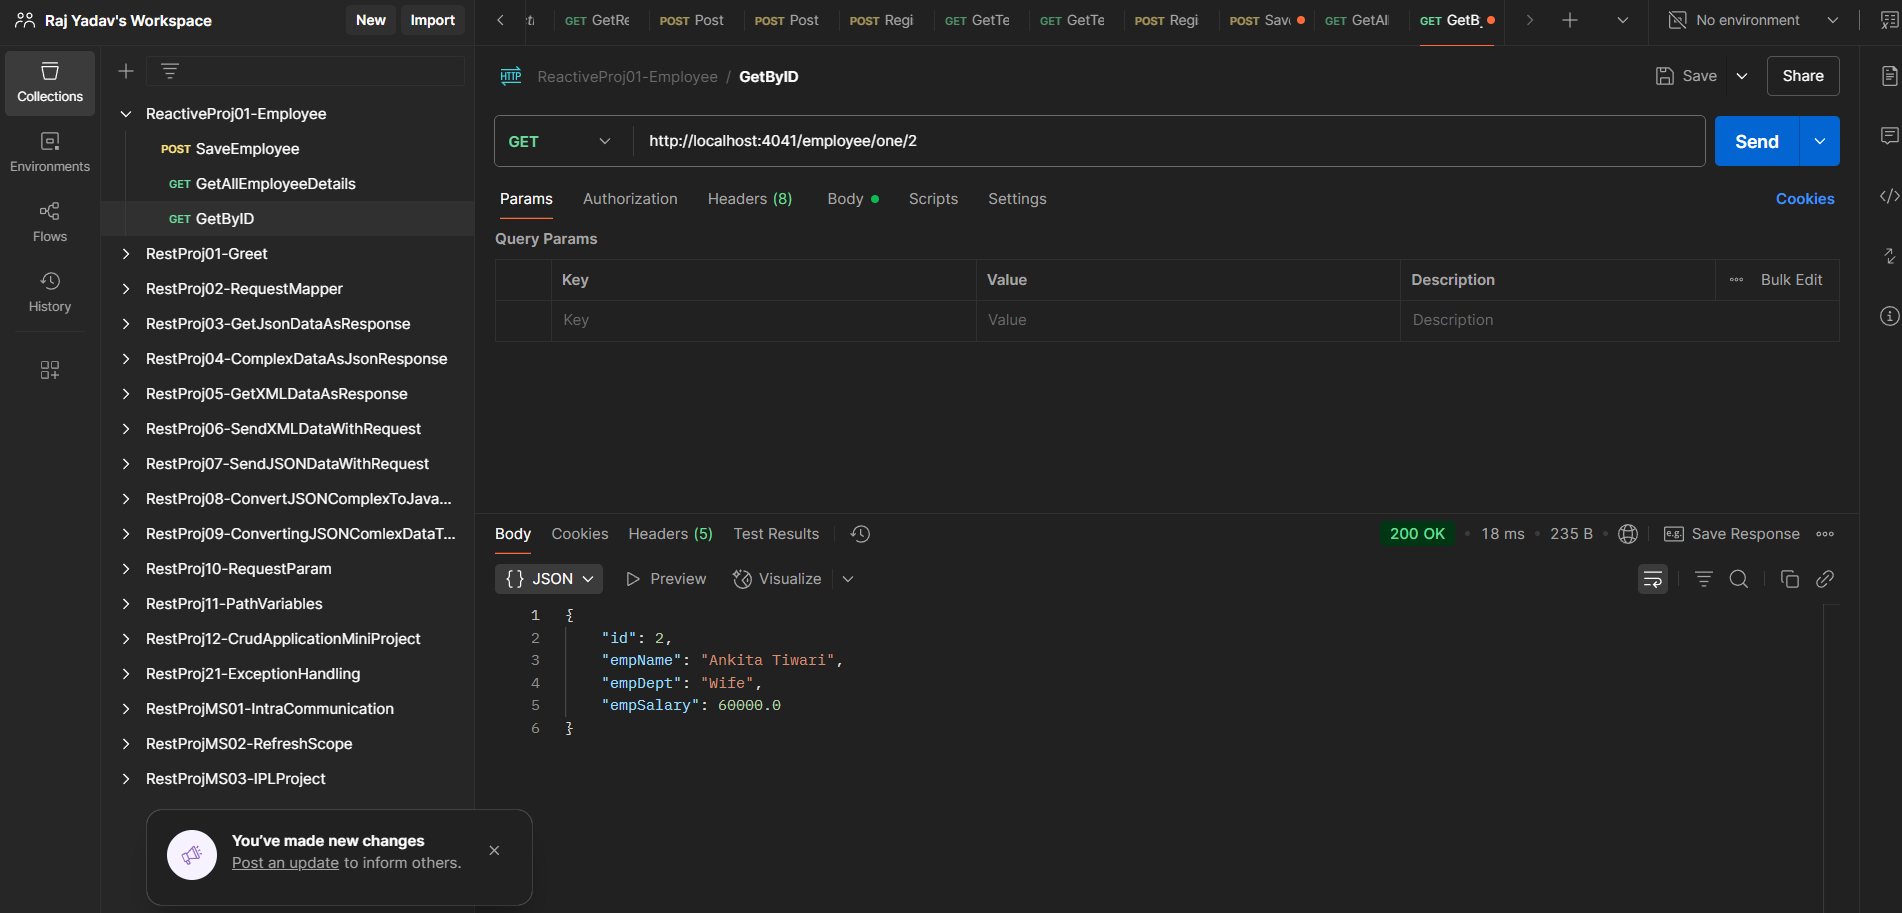 Raj Yadav's Workspace
New
Import
GET GetRe
POST Post
POST Post
POST Regi
GET GetTe
GET GetTe
POST Regi
POST Sav
GET GetAll
GET GetB
No environment
Collections
Environments
Flows
History
ReactiveProj01-Employee
POST SaveEmployee
GET GetAllEmployeeDetails
GET GetByID
RestProj01-Greet
RestProj02-RequestMapper
RestProj03-GetJsonDataAsResponse
RestProj04-ComplexDataAsJsonResponse
RestProj05-GetXMLDataAsResponse
RestProj06-SendXMLDataWithRequest
RestProj07-SendJSONDataWithRequest
RestProj08-ConvertJSONComplexToJava...
RestProj09-ConvertingJSONComlexDataT...
RestProj10-RequestParam
RestProj11-PathVariables
RestProj12-CrudApplicationMiniProject
RestProj21-ExceptionHandling
RestProjMS01-IntraCommunication
RestProjMS02-RefreshScope
RestProjMS03-IPLProject
You've made new changes
Post an update to inform others.
HTTP ReactiveProj01-Employee / GetByID
Save
Share
GET http://localhost:4041/employee/one/2
Send
Params Authorization Headers (8) Body Scripts Settings
Cookies
Query Params
Key Value Description Bulk Edit
Key Value Description
Body Cookies Headers (5) Test Results
200 OK • 18 ms • 235 B
e.g. Save Response
{} JSON Preview Visualize
1 {
2 "id": 2,
3 "empName": "Ankita Tiwari",
4 "empDept": "Wife",
5 "empSalary": 60000.0
6 }